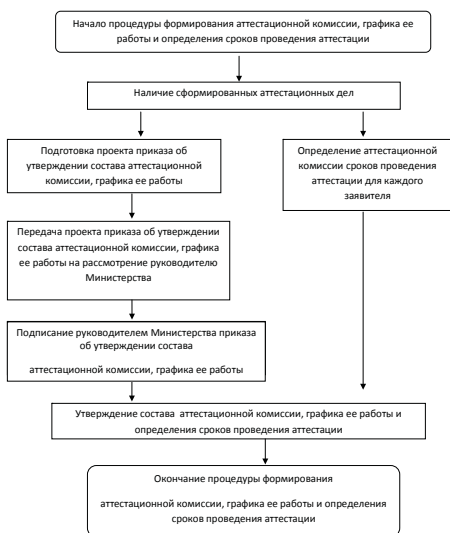 Начало процедуры формирования аттестационной комиссии, графика ее
работы и определения сроков проведения аттестации
Наличие сформированных аттестационных дел
Подготовка проекта приказа об
утверждении состава аттестационной
комиссии, графика ее работы
Определение аттестационной
комиссии сроков проведения
аттестации для каждого
заявителя
Передача проекта приказа об утверждении
состава аттестационной комиссии, графика
ее работы на рассмотрение руководителю
Министерства
Подписание руководителем Министерства приказа
об утверждении состава
аттестационной комиссии, графика ее работы
Утверждение состава аттестационной комиссии, графика ее работы и
определения сроков проведения аттестации
Окончание процедуры формирования
аттестационной комиссии, графика ее работы и определения
сроков проведения аттестации